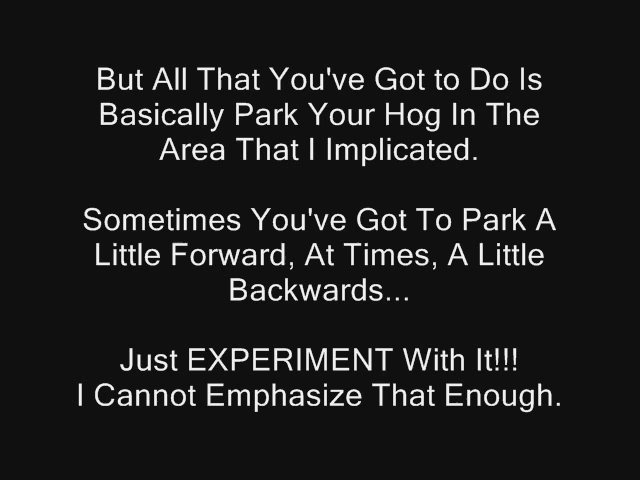 But All That You've Got to Do Is
Basically Park Your Hog In The
Area That I Implicated.
Sometimes You've Got To Park A
Little Forward, At Times, A Little
Backwards...
Just EXPERIMENT With It!!!
I Cannot Emphasize That Enough.